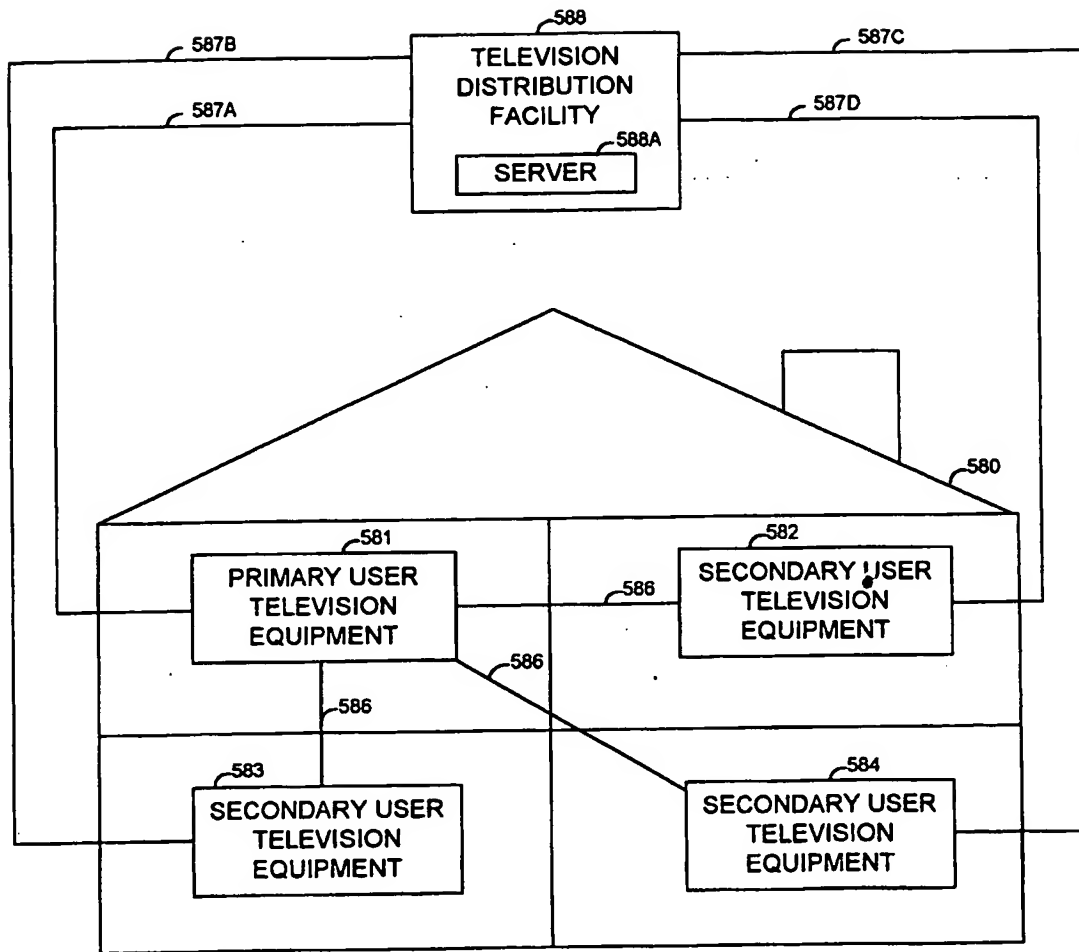 588
587B
587C
TELEVISION
DISTRIBUTION
FACILITY
587A
587D
588A
SERVER
580
581
582
PRIMARY USER
TELEVISION
EQUIPMENT
586
SECONDARY USER
TELEVISION
EQUIPMENT
586
586
583
584
SECONDARY USER
TELEVISION
EQUIPMENT
SECONDARY USER
TELEVISION
EQUIPMENT